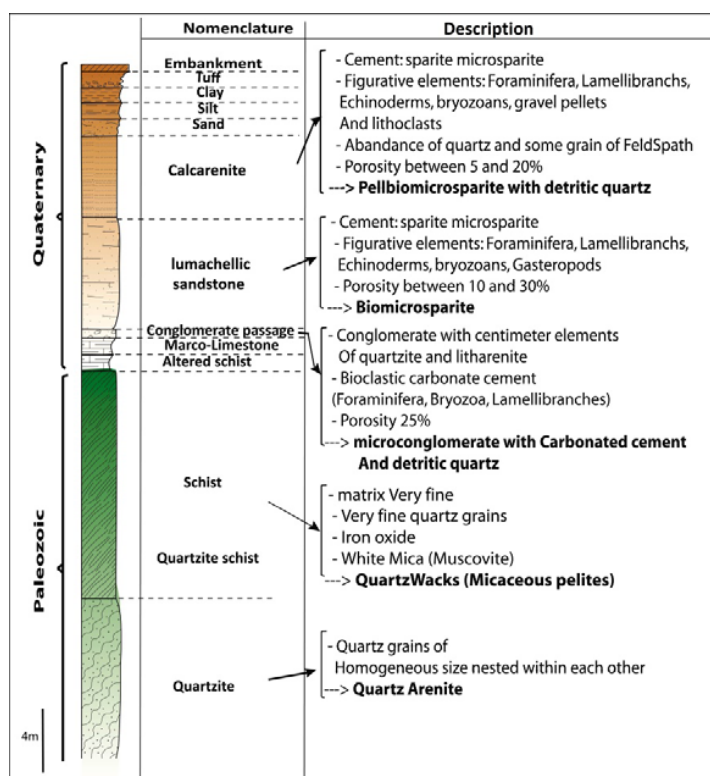 Nomenclature
Description
Quaternary
Paleozoic
Embankment
Tuff
Clay
Silt
Sand
Calcarenite
lumachellic
sandstone
Conglomerate passage
Marco-Limestone
Altered schist
Schist
Quartzite schist
Quartzite
4m
- Cement: sparite microsparite
- Figurative elements: Foraminifera, Lamellibranchs,
Echinoderms, bryozoans, gravel pellets
And lithoclasts
- Abundance of quartz and some grain of FeldSpath
- Porosity between 5 and 20%
---> Pellbiomicrosparite with detritic quartz
- Cement: sparite microsparite
- Figurative elements: Foraminifera, Lamellibranchs,
Echinoderms, bryozoans, Gasteropods
- Porosity between 10 and 30%
---> Biomicrosparite
- Conglomerate with centimeter elements
Of quartzite and litharenite
- Bioclastic carbonate cement
(Foraminifera, Bryozoa, Lamellibranches)
- Porosity 25%
---> microconglomerate with Carbonated cement
And detritic quartz
- matrix Very fine
- Very fine quartz grains
- Iron oxide
- White Mica (Muscovite)
---> QuartzWacks (Micaceous pelites)
- Quartz grains of
Homogeneous size nested within each other
---> Quartz Arenite